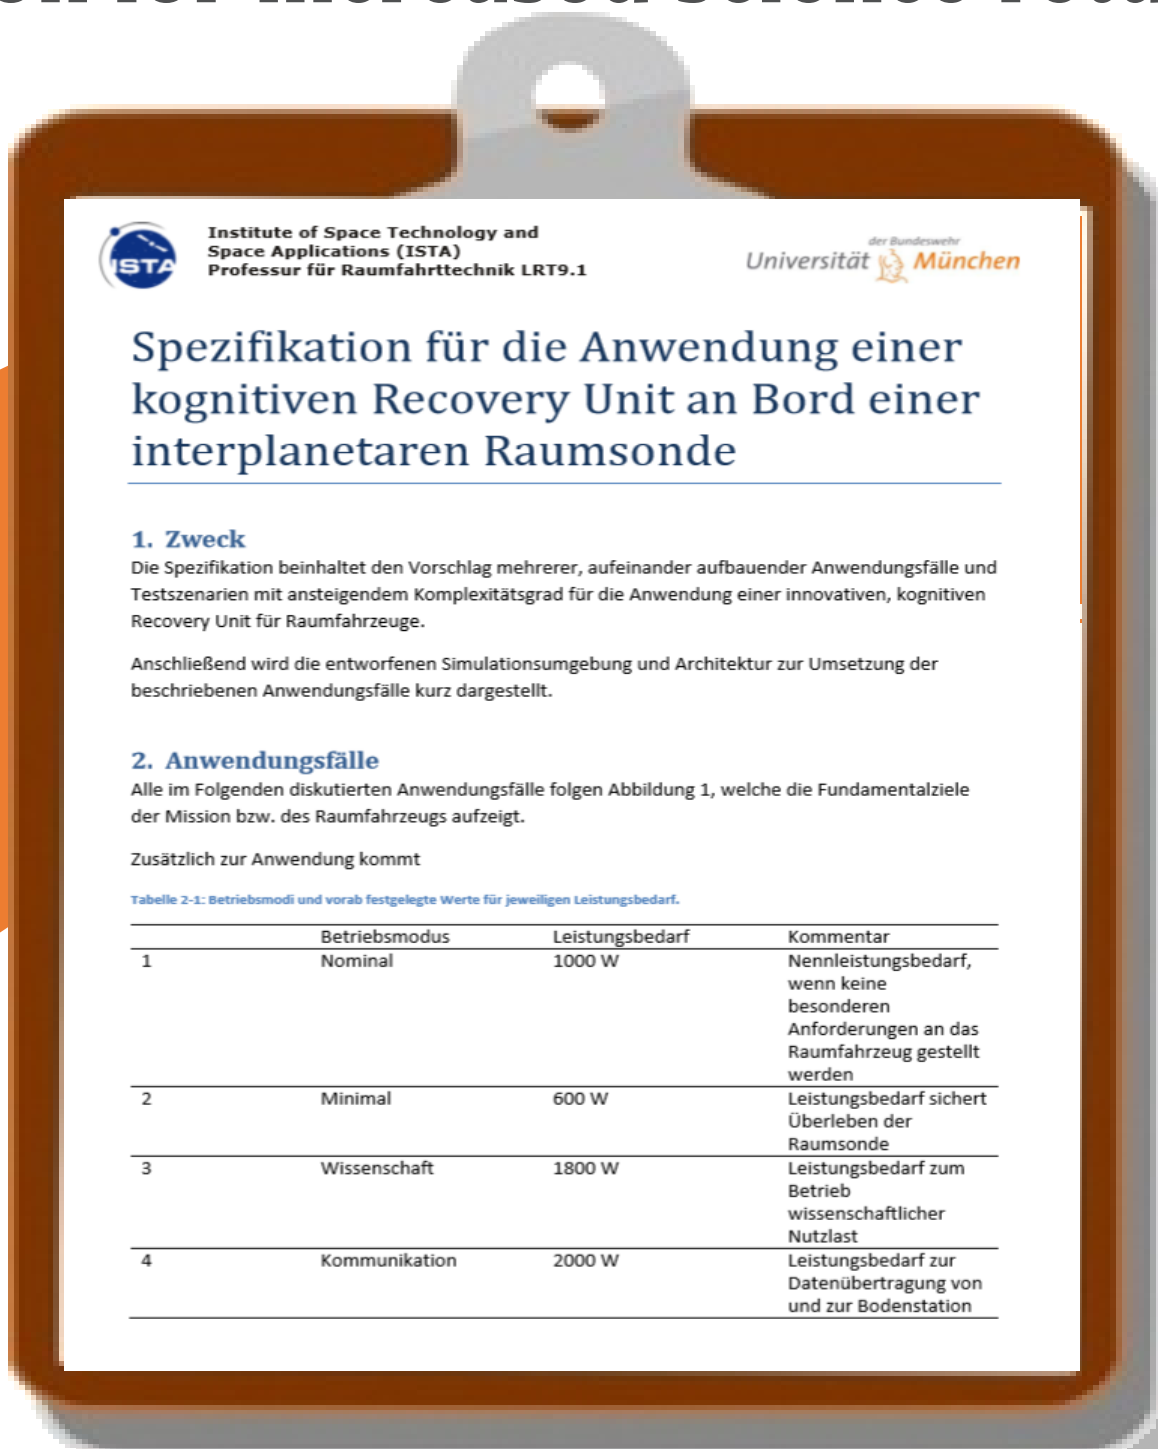 for increased science
Institute of Space Technology and
Space Applications (ISTA)
Professur für Raumfahrttechnik LRT9.1
ISTA
der Bundeswehr
Universität München
Spezifikation für die Anwendung einer
kognitiven Recovery Unit an Bord einer
interplanetaren Raumsonde
1. Zweck
Die Spezifikation beinhaltet den Vorschlag mehrerer, aufeinander aufbauender Anwendungsfälle und
Testszenarien mit ansteigendem Komplexitätsgrad für die Anwendung einer innovativen, kognitiven
Recovery Unit für Raumfahrzeuge.
Anschließend wird die entworfenen Simulationsumgebung und Architektur zur Umsetzung der
beschriebenen Anwendungsfälle kurz dargestellt.
2. Anwendungsfälle
Alle im Folgenden diskutierten Anwendungsfälle folgen Abbildung 1, welche die Fundamentalziele
der Mission bzw. des Raumfahrzeugs aufzeigt.
Zusätzlich zur Anwendung kommt
Tabelle 2-1: Betriebsmodi und vorab festgelegte Werte für jeweiligen Leistungsbedarf.
Betriebsmodus Leistungsbedarf Kommentar
1 Nominal 1000 W Nennleistungsbedarf,
wenn keine
besonderen
Anforderungen an das
Raumfahrzeug gestellt
werden
2 Minimal 600 W Leistungsbedarf sichert
Überleben der
Raumsonde
3 Wissenschaft 1800 W Leistungsbedarf zum
Betrieb
wissenschaftlicher
Nutzlast
4 Kommunikation 2000 W Leistungsbedarf zur
Datenübertragung von
und zur Bodenstation